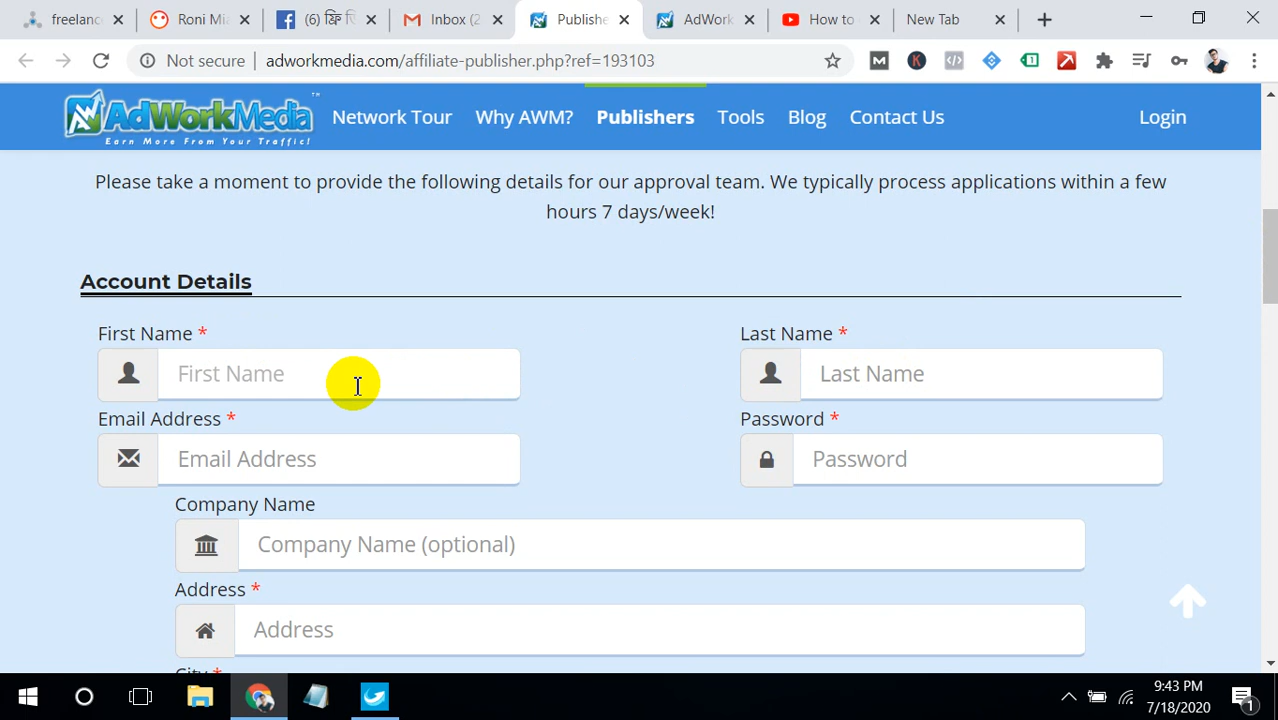 freelanc
Roni Mia
(6) ফ্রি f
Inbox (2
Publishe
AdWork
How to
New Tab
Not secure
adworkmedia.com/affiliate-publisher.php?ref=193103
AdWorkMedia™
Earn More From Your Traffic!
Network Tour
Why AWM?
Publishers
Tools
Blog
Contact Us
Login
Please take a moment to provide the following details for our approval team. We typically process applications within a few
hours 7 days/week!
Account Details
First Name *
Last Name *
First Name
Last Name
Email Address *
Password *
Email Address
Password
Company Name
Company Name (optional)
Address *
Address
City *
9:43 PM
7/18/2020
1